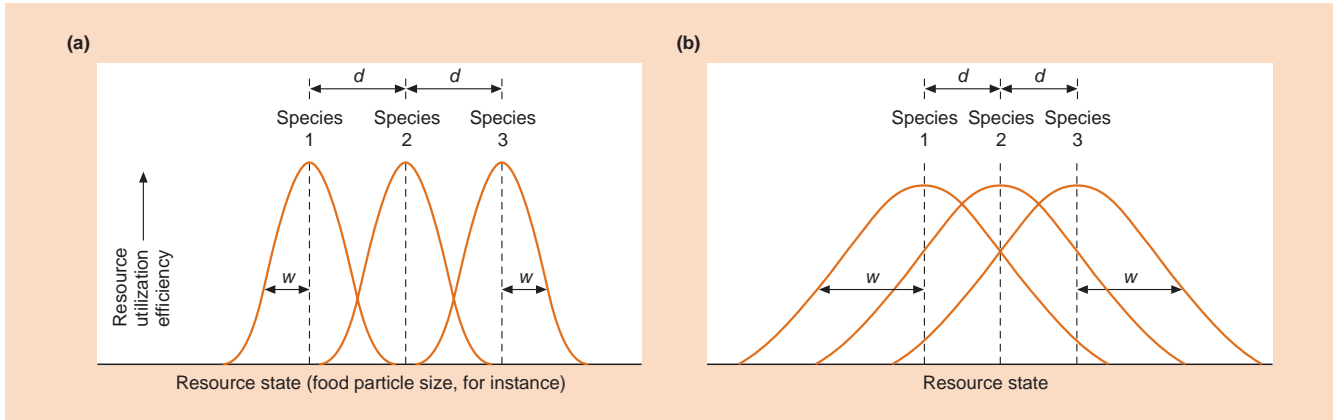 (a)
d d
Species Species Species
1 2 3
w w
Resource
utilization
efficiency
Resource state (food particle size, for instance)
(b)
d d
Species Species Species
1 2 3
w w
Resource state